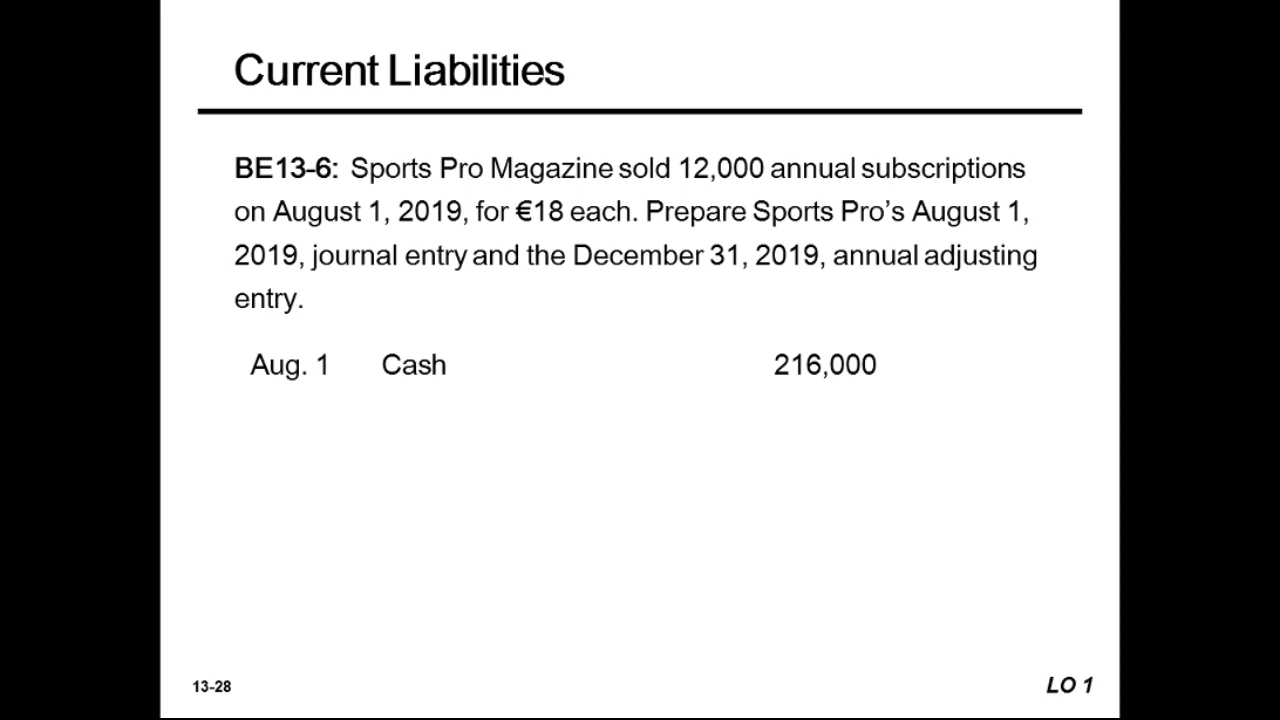 Current Liabilities
BE13-6: Sports Pro Magazine sold 12,000 annual subscriptions
on August 1, 2019, for €18 each. Prepare Sports Pro’s August 1,
2019, journal entry and the December 31, 2019, annual adjusting
entry.
Aug. 1 Cash 216,000
13-28 LO 1